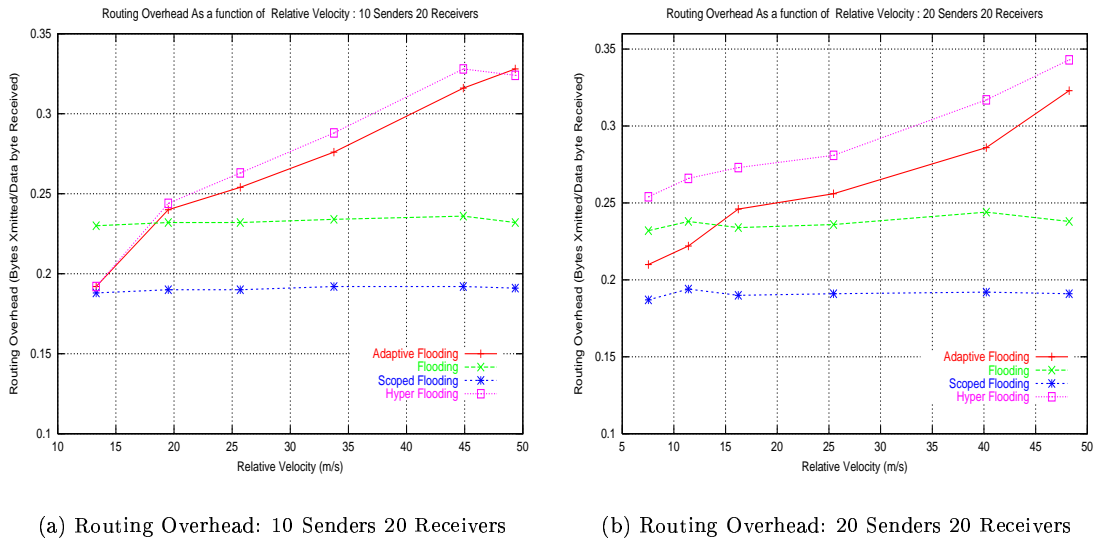 Routing Overhead As a function of Relative Velocity : 10 Senders 20 Receivers
Routing Overhead (Bytes Xmitted/Data byte Received)
0.35
0.3
0.25
0.2
0.15
0.1
10 15 20 25 30 35 40 45 50
Relative Velocity (m/s)
Adaptive Flooding
Flooding
Scoped Flooding
Hyper Flooding
(a) Routing Overhead: 10 Senders 20 Receivers
Routing Overhead As a function of Relative Velocity : 20 Senders 20 Receivers
Routing Overhead (Bytes Xmitted/Data byte Received)
0.35
0.3
0.25
0.2
0.15
0.1
5 10 15 20 25 30 35 40 45 50
Relative Velocity (m/s)
Adaptive Flooding
Flooding
Scoped Flooding
Hyper Flooding
(b) Routing Overhead: 20 Senders 20 Receivers